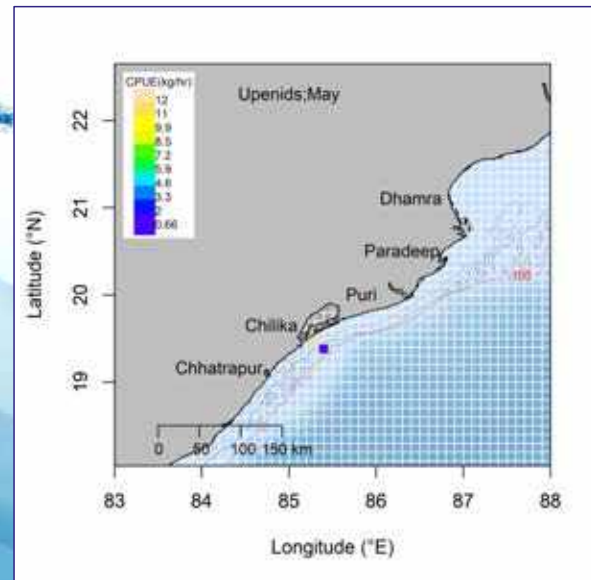 CPUE(kg/hr)
12
11
9.9
8.5
7.2
5.9
4.6
3.3
2
0.66
Upenids;May
Dhamra
Paradeep
Puri
Chilika
Chhatrapur
100
0 50 100 150 km
22
21
20
19
Latitude (°N)
83 84 85 86 87 88
Longitude (°E)